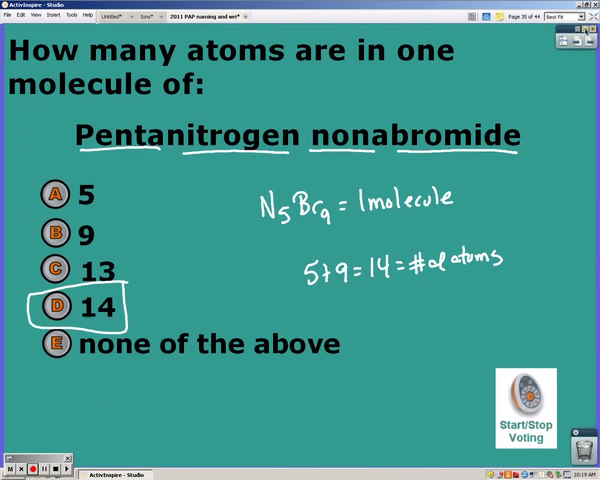 ActivInspire - Studio
File Edit View Insert Tools Help
Untitled*
Ions*
2011 PAP naming and wri*
Page 35 of 44
Best Fit
How many atoms are in one
molecule of:
Pentanitrogen nonabromide
A 5
B 9
C 13
D 14
E none of the above
N5Br9 = 1 molecule
5+9=14=# of atoms
Start/Stop
Voting
M
ActivInspire - Studio
10:19 AM